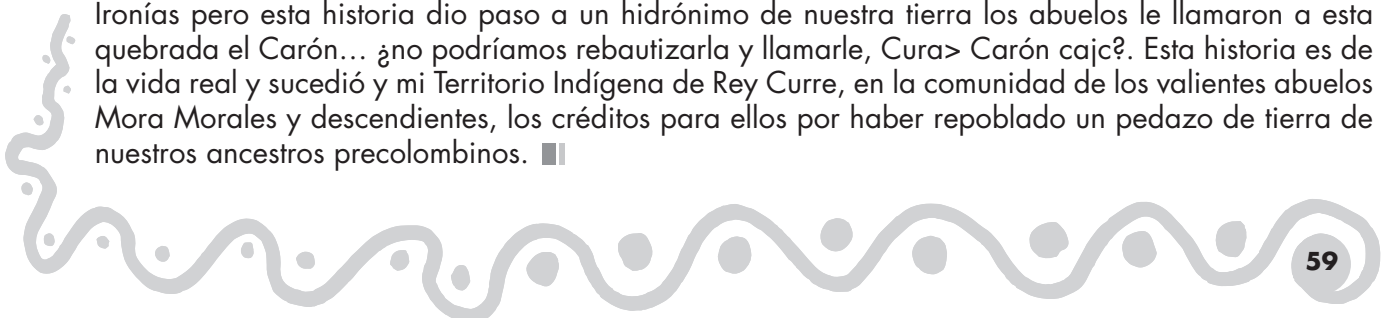 Ironías pero esta historia dio paso a un hidrónimo de nuestra tierra los abuelos le llamaron a esta
quebrada el Carón... ¿no podríamos rebautizarla y llamarle, Cura> Carón cajc?. Esta historia es de
la vida real y sucedió y mi Territorio Indígena de Rey Curre, en la comunidad de los valientes abuelos
Mora Morales y descendientes, los créditos para ellos por haber repoblado un pedazo de tierra de
nuestros ancestros precolombinos.
59